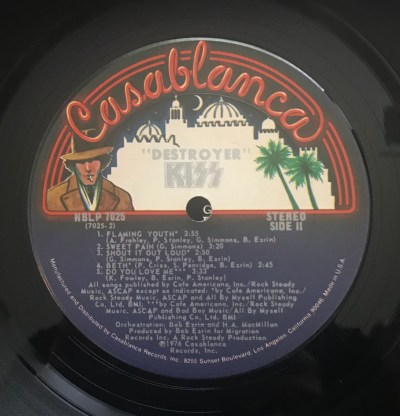 Casablanca
"DESTROYER"
KISS
NBLP 7025
(7025-2)
STEREO
SIDE II
1. FLAMING YOUTH* 2:55
(A. Frehley, P. Stanley, G. Simmons, B. Ezrin)
2. SWEET PAIN (G. Simmons) 3:20
3. SHOUT IT OUT LOUD* 2:50
(G. Simmons, P. Stanley, B. Ezrin)
4. BETH* (P. Criss, S. Penridge, B. Ezrin) 2:45
5. DO YOU LOVE ME*** 3:33
(K. Fowley, B. Ezrin, P. Stanley)
All songs published by Cafe Americana, Inc./Rock Steady
Music, ASCAP except as indicated: *by Cafe Americana, Inc./
Rock Steady Music, ASCAP and All By Myself Publishing
Co, Ltd, BMI; ***by Cafe Americana, Inc./Rock Steady
Music, ASCAP and Bad Boy Music/All By Myself
Publishing Co, Ltd. BMI
Orchestration: Bob Ezrin and H.A. MacMillan
Produced by Bob Ezrin for Migration
Records Inc. A Rock Steady Production
℗1976 Casablanca
Records, Inc.
Manufactured and Distributed by Casablanca Records Inc. 8255 Sunset Boulevard, Los Angeles, California 90046, Made in U.S.A.